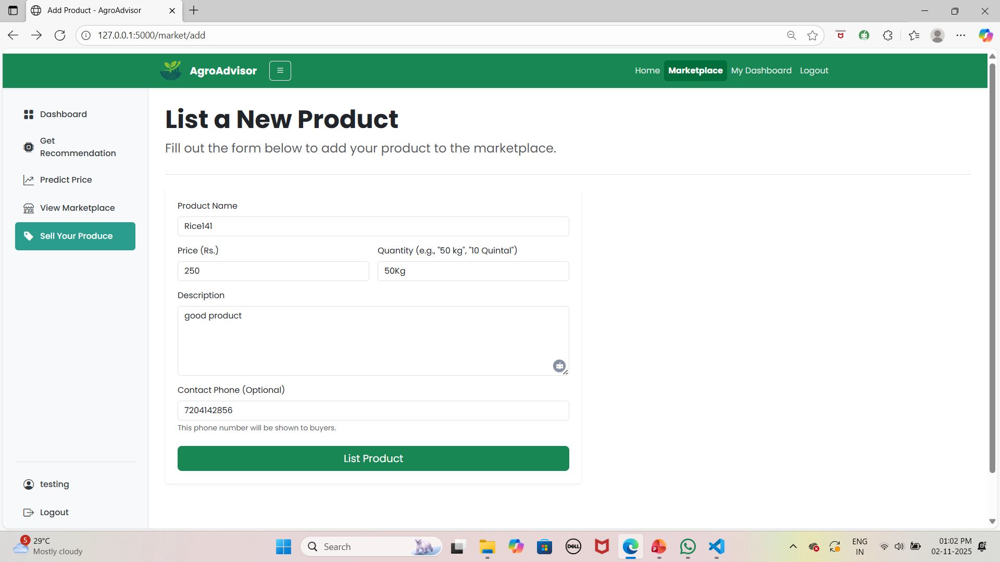 Add Product - AgroAdvisor
127.0.0.1:5000/market/add
AgroAdvisor
Home
Marketplace
My Dashboard
Logout
Dashboard
Get
Recommendation
Predict Price
View Marketplace
Sell Your Produce
testing
Logout
List a New Product
Fill out the form below to add your product to the marketplace.
Product Name
Rice141
Price (Rs.)
Quantity (e.g., "50 kg", "10 Quintal")
250
50Kg
Description
good product
Contact Phone (Optional)
7204142856
This phone number will be shown to buyers.
List Product
5
29°C
Mostly cloudy
Search
DELL
P
ENG
IN
01:02 PM
02-11-2025